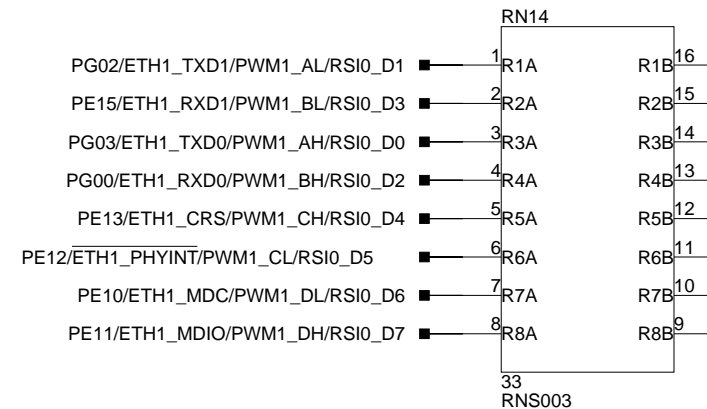 RN14
PG02/ETH1_TXD1/PWM1_AL/RSI0_D1 1 R1A R1B 16
PE15/ETH1_RXD1/PWM1_BL/RSI0_D3 2 R2A R2B 15
PG03/ETH1_TXD0/PWM1_AH/RSI0_D0 3 R3A R3B 14
PG00/ETH1_RXD0/PWM1_BH/RSI0_D2 4 R4A R4B 13
PE13/ETH1_CRS/PWM1_CH/RSI0_D4 5 R5A R5B 12
PE12/ETH1_PHYINT/PWM1_CL/RSI0_D5 6 R6A R6B 11
PE10/ETH1_MDC/PWM1_DL/RSI0_D6 7 R7A R7B 10
PE11/ETH1_MDIO/PWM1_DH/RSI0_D7 8 R8A R8B 9
33
RNS003